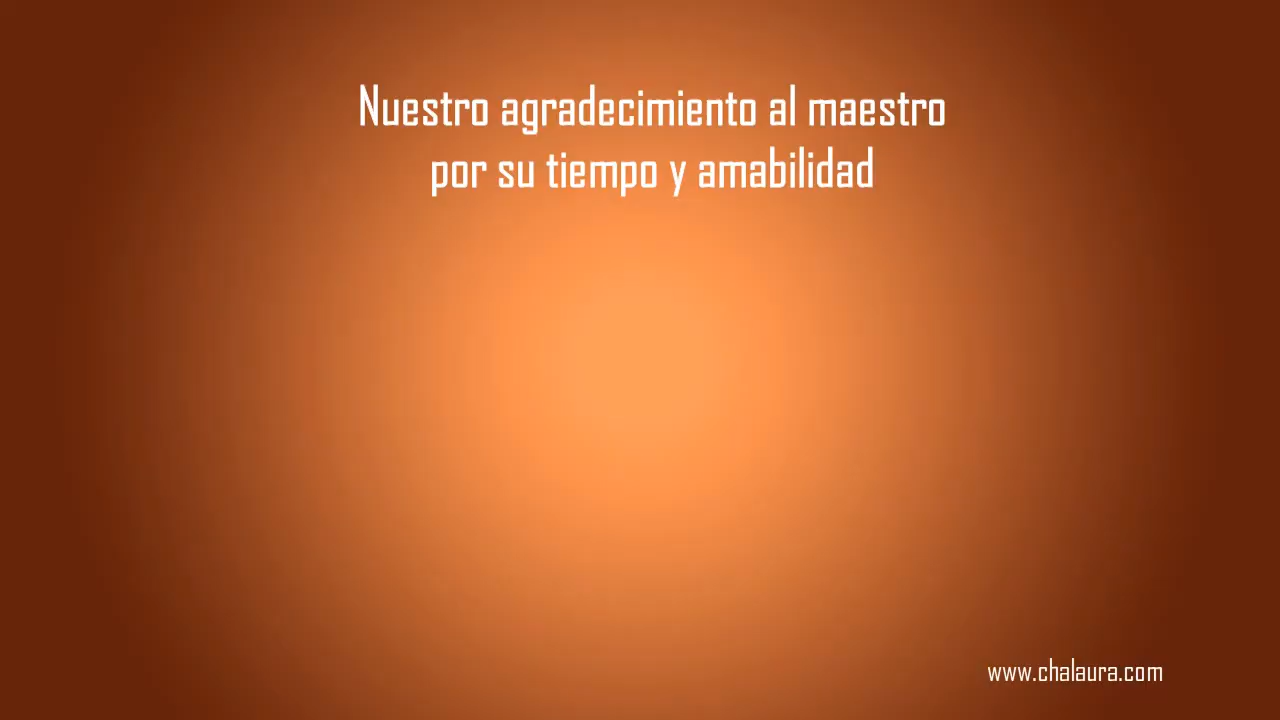 Nuestro agradecimiento al maestro
por su tiempo y amabilidad
www.chalaura.com